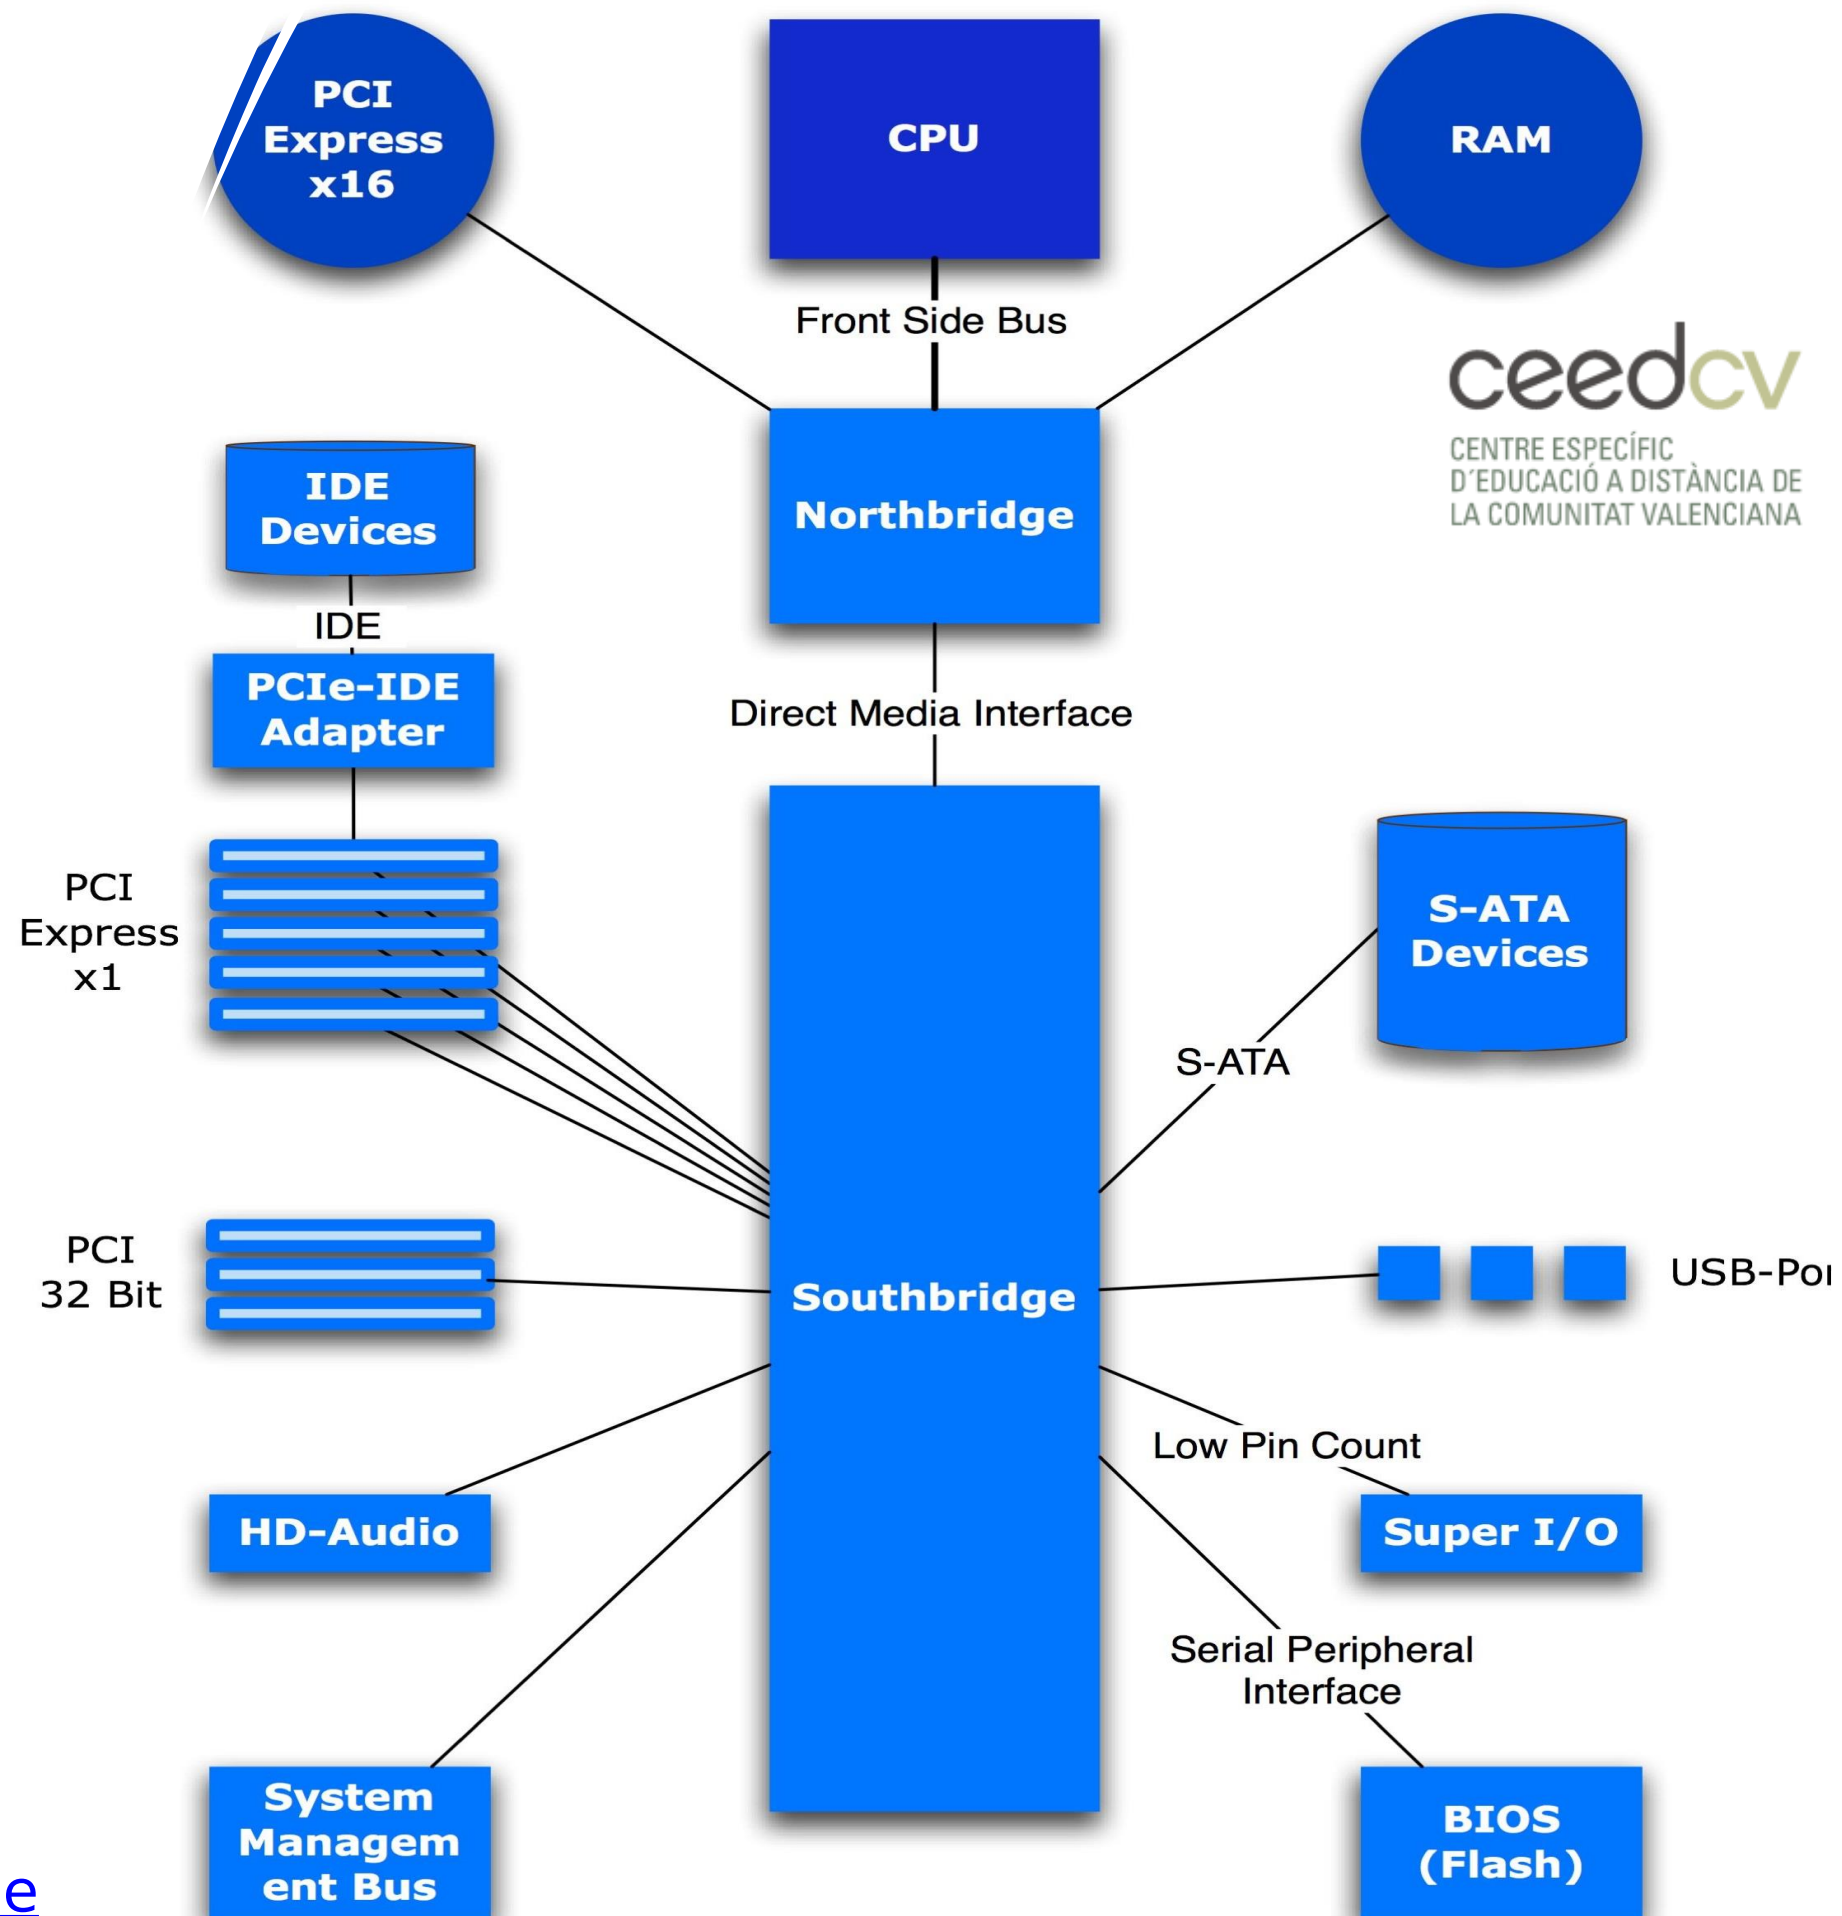 PCI
Express
x16
CPU
RAM
Front Side Bus
ceedcv
CENTRE ESPECÍFIC
D´EDUCACIÓ A DISTÀNCIA DE
LA COMUNITAT VALENCIANA
IDE
Devices
Northbridge
IDE
PCIe-IDE
Adapter
Direct Media Interface
PCI
Express
x1
S-ATA
Devices
S-ATA
PCI
32 Bit
Southbridge
USB-Por
Low Pin Count
HD-Audio
Super I/O
Serial Peripheral
Interface
System
Managem
ent Bus
BIOS
(Flash)
e